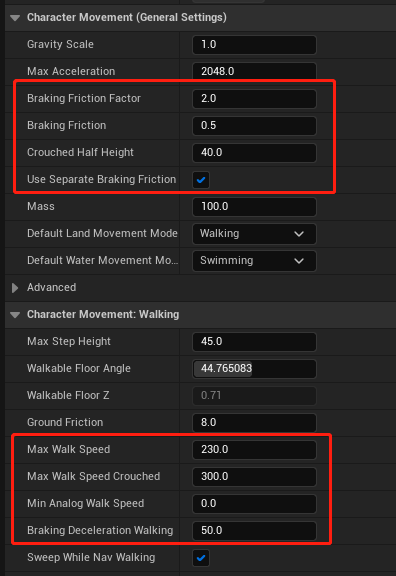 Character Movement (General Settings)
Gravity Scale 1.0
Max Acceleration 2048.0
Braking Friction Factor 2.0
Braking Friction 0.5
Crouched Half Height 40.0
Use Separate Braking Friction
Mass 100.0
Default Land Movement Mode Walking
Default Water Movement Mo... Swimming
Advanced
Character Movement: Walking
Max Step Height 45.0
Walkable Floor Angle 44.765083
Walkable Floor Z 0.71
Ground Friction 8.0
Max Walk Speed 230.0
Max Walk Speed Crouched 300.0
Min Analog Walk Speed 0.0
Braking Deceleration Walking 50.0
Sweep While Nav Walking